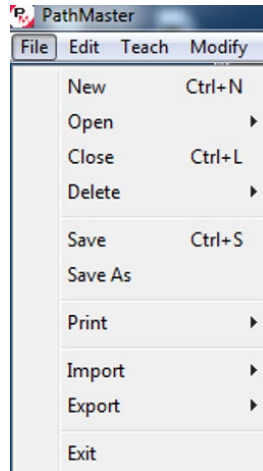 PathMaster
File Edit Teach Modify
New Ctrl+N
Open
Close Ctrl+L
Delete
Save Ctrl+S
Save As
Print
Import
Export
Exit